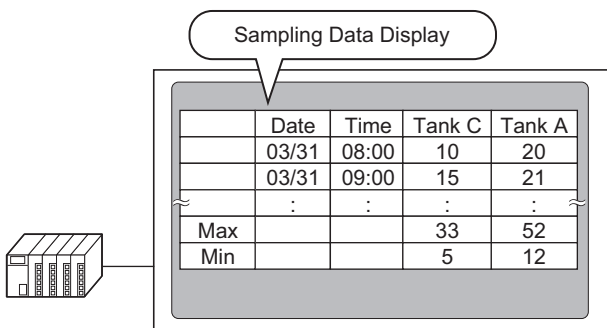 Sampling Data Display
Date Time Tank C Tank A
03/31 08:00 10 20
03/31 09:00 15 21
: : : :
Max 33 52
Min 5 12